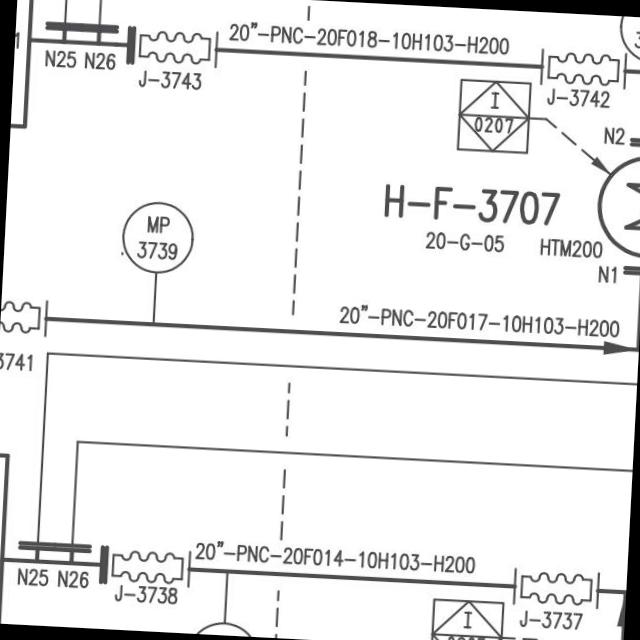 20"-PNC-20F018-10H103-H200
N25 N26
J-3743
J-3742
I
0207
N2
H-F-3707
20-G-05
HTM200
N1
MP
3739
20"-PNC-20F017-10H103-H200
3741
20"-PNC-20F014-10H103-H200
N25 N26
J-3738
J-3737
I